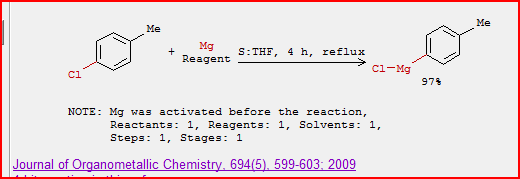 Me
Mg
+ Reagent
S:THF, 4 h, reflux
Cl
Me
Cl-Mg
97%
NOTE: Mg was activated before the reaction,
Reactants: 1, Reagents: 1, Solvents: 1,
Steps: 1, Stages: 1
Journal of Organometallic Chemistry, 694(5), 599-603; 2009